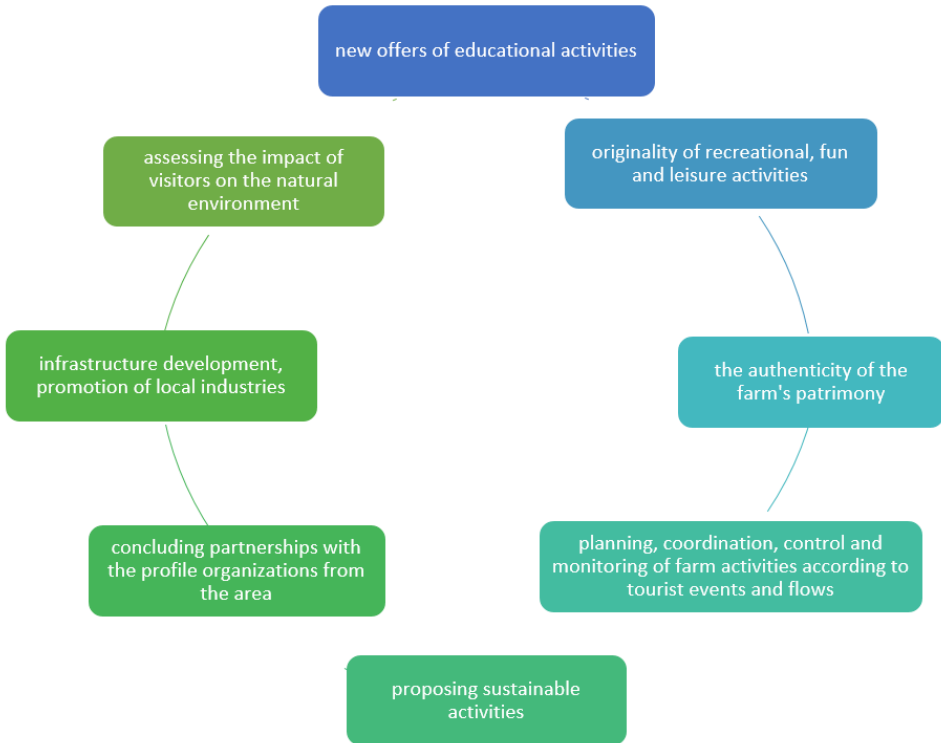 new offers of educational activities
originality of recreational, fun
and leisure activities
the authenticity of the
farm's patrimony
planning, coordination, control and
monitoring of farm activities according to
tourist events and flows
proposing sustainable
activities
concluding partnerships with
the profile organizations from
the area
infrastructure development,
promotion of local industries
assessing the impact of
visitors on the natural
environment